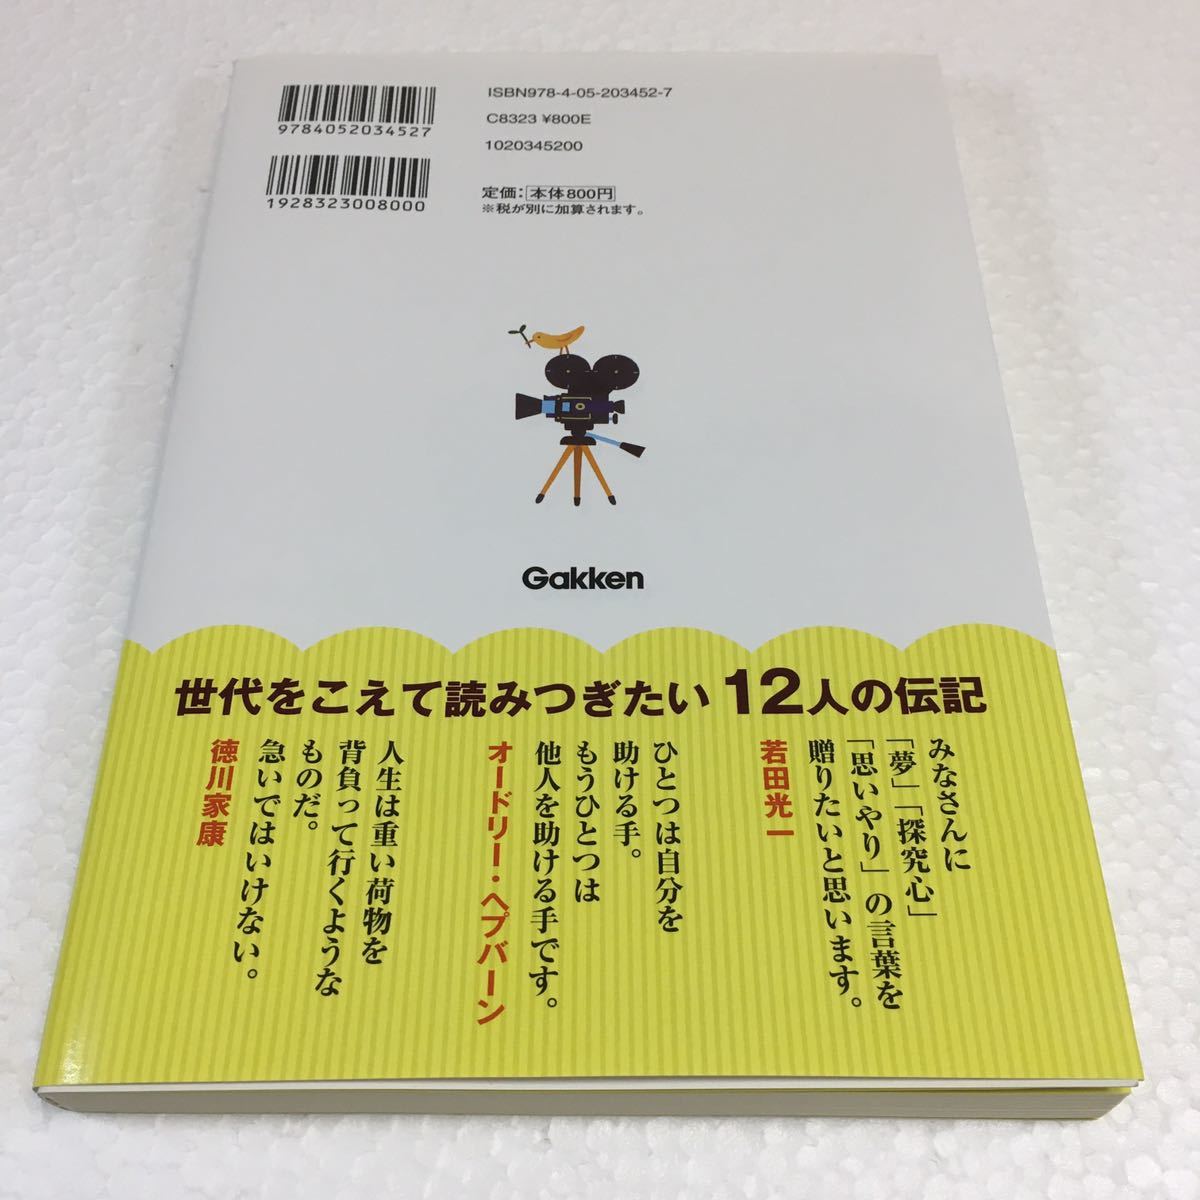 ISBN978-4-05-203452-7
C8323 ¥800E
1020345200
9784052034527
1928323008000
定価：本体800円
※税が別に加算されます。
Gakken
世代をこえて読みつぎたい12人の伝記
みなさんに
「夢」「探究心」
「思いやり」の言葉を
贈りたいと思います。
若田光一
ひとつは自分を
助ける手。
もうひとつは
他人を助ける手です。
オードリー・ヘプバーン
人生は重い荷物を
背負って行くような
ものだ。
急いではいけない。
徳川家康